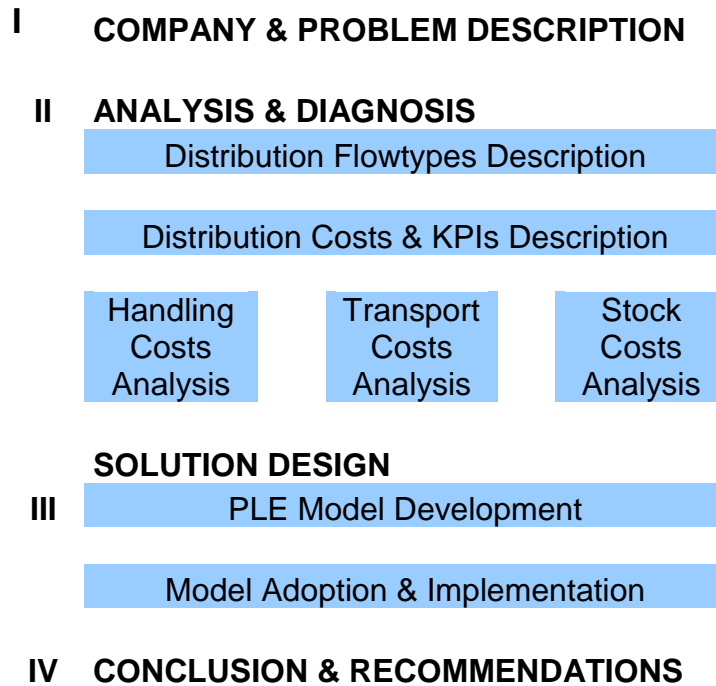 I COMPANY & PROBLEM DESCRIPTION
II ANALYSIS & DIAGNOSIS
Distribution Flowtypes Description
Distribution Costs & KPIs Description
Handling
Costs
Analysis
Transport
Costs
Analysis
Stock
Costs
Analysis
SOLUTION DESIGN
III PLE Model Development
Model Adoption & Implementation
IV CONCLUSION & RECOMMENDATIONS